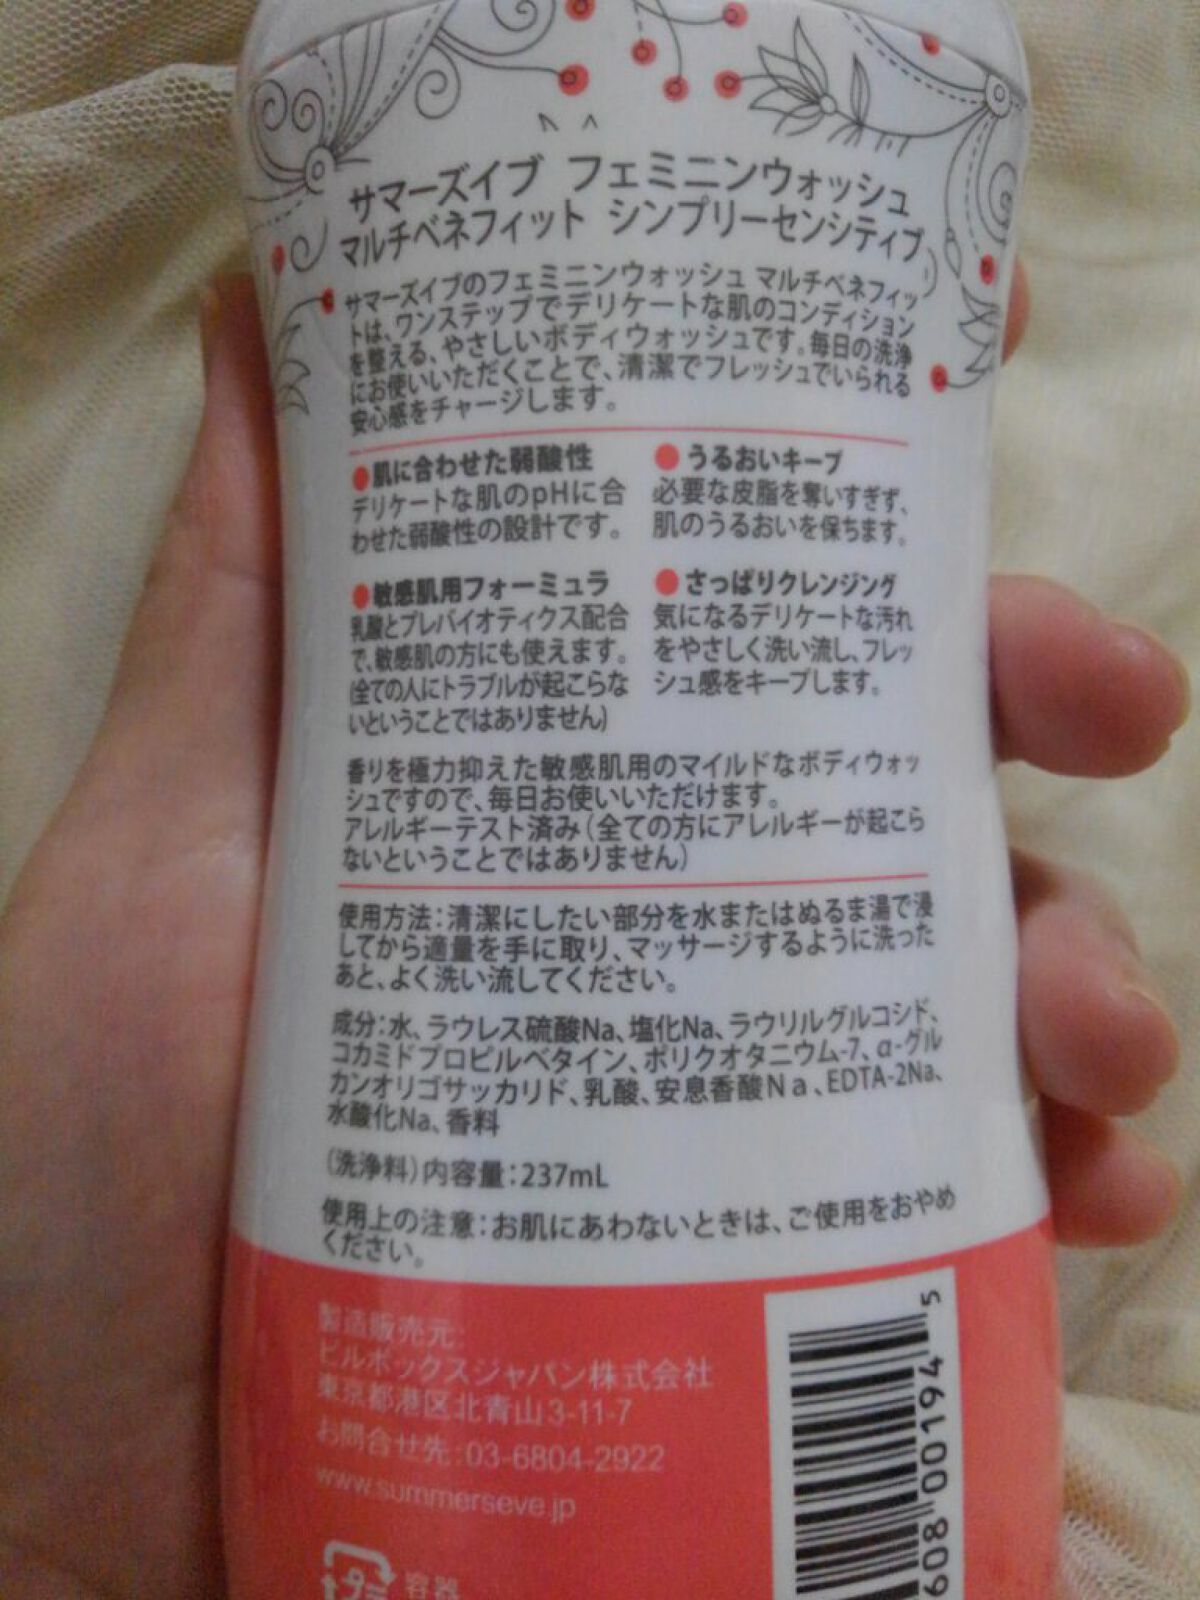 サマーズイブ フェミニンウォッシュ
マルチベネフィット シンプリーセンシティブ
サマーズイブのフェミニンウォッシュ マルチベネフィッ
トは、ワンステップでデリケートな肌のコンディション
を整える、やさしいボディウォッシュです。毎日の洗浄
にお使いいただくことで、清潔でフレッシュでいられる
安心感をチャージします。
●肌に合わせた弱酸性
デリケートな肌のpHに合
わせた弱酸性の設計です。
●うるおいキープ
必要な皮脂を奪いすぎず、
肌のうるおいを保ちます。
●敏感肌用フォーミュラ
乳酸とプレバイオティクス配合
で、敏感肌の方にも使えます。
(全ての人にトラブルが起こらな
いということではありません)
●さっぱりクレンジング
気になるデリケートな汚れ
をやさしく洗い流し、フレッ
シュ感をキープします。
香りを極力抑えた敏感肌用のマイルドなボディウォッ
シュですので、毎日お使いいただけます。
アレルギーテスト済み(全ての方にアレルギーが起こら
ないということではありません)
使用方法:清潔にしたい部分を水またはぬるま湯で浸
してから適量を手に取り、マッサージするように洗った
あと、よく洗い流してください。
成分:水、ラウレス硫酸Na、塩化Na、ラウリルグルコシド、
コカミドプロピルベタイン、ポリクオタニウム-7、α-グル
カンオリゴサッカリド、乳酸、安息香酸Na、EDTA-2Na、
水酸化Na、香料
(洗浄料)内容量:237mL
使用上の注意:お肌にあわないときは、ご使用をおやめ
ください。
製造販売元:
ピルボックスジャパン株式会社
東京都港区北青山3-11-7
お問合せ先:03-6804-2922
www.summerseve.jp
容器
608 00194 5